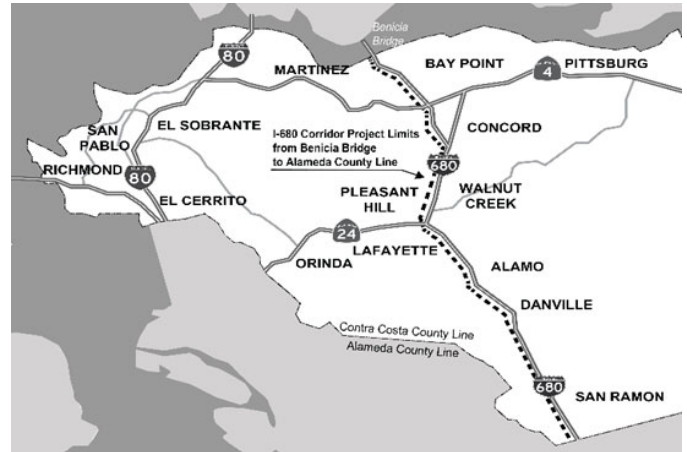 Benicia
Bridge
80
MARTINEZ
BAY POINT
4
PITTSBURG
SAN
PABLO
EL SOBRANTE
I-680 Corridor Project Limits
from Benicia Bridge
to Alameda County Line
CONCORD
680
RICHMOND
80
EL CERRITO
PLEASANT
HILL
WALNUT
CREEK
24
LAFAYETTE
ORINDA
ALAMO
DANVILLE
Contra Costa County Line
Alameda County Line
680
SAN RAMON